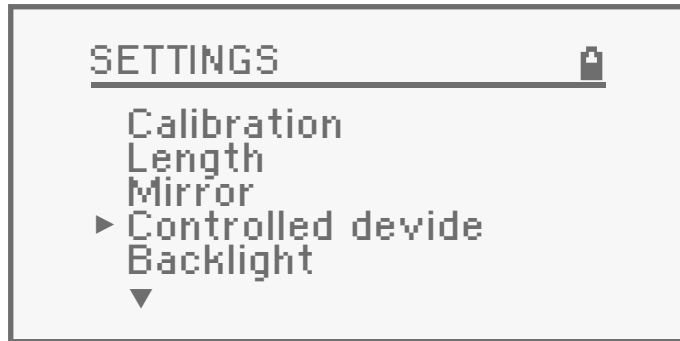 SETTINGS
Calibration
Length
Mirror
Controlled devide
Backlight